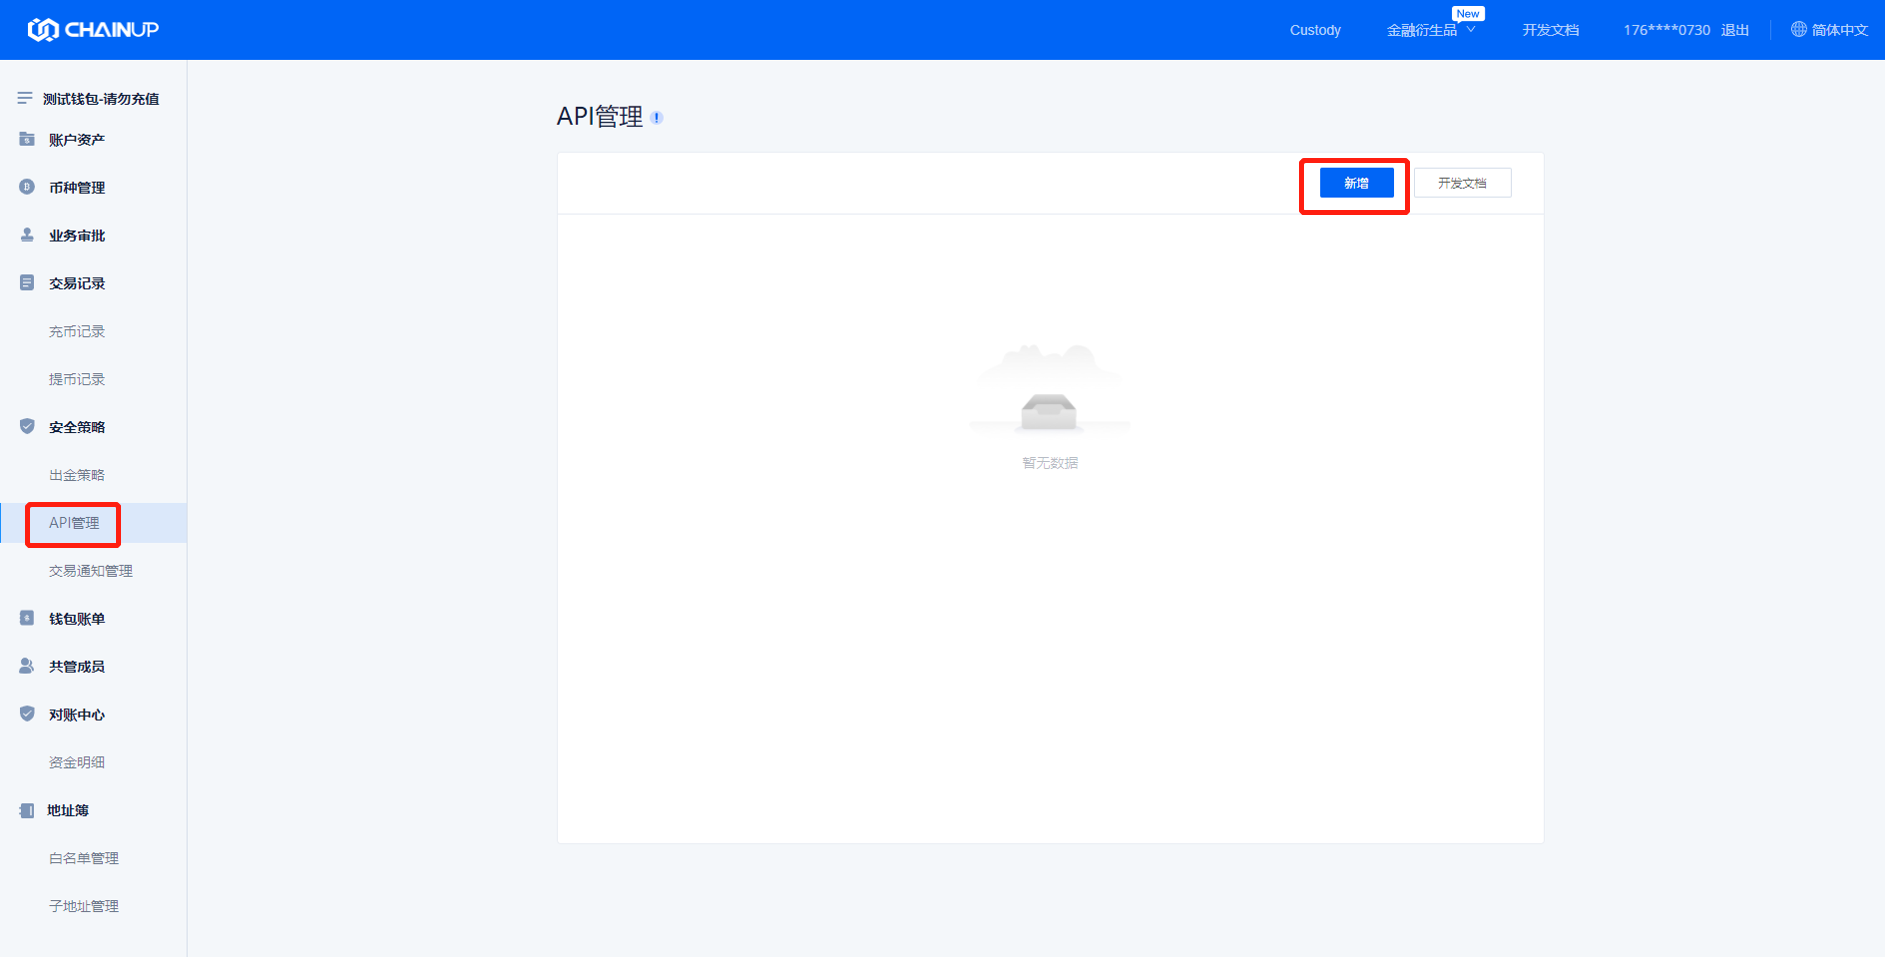 CHAINUP
Custody
金融衍生品
New
开发文档
176****0730 退出
简体中文
测试钱包-请勿充值
账户资产
币种管理
业务审批
交易记录
充币记录
提币记录
安全策略
出金策略
API管理
交易通知管理
钱包账单
共管成员
对账中心
资金明细
地址簿
白名单管理
子地址管理
API管理
新增
开发文档
暂无数据